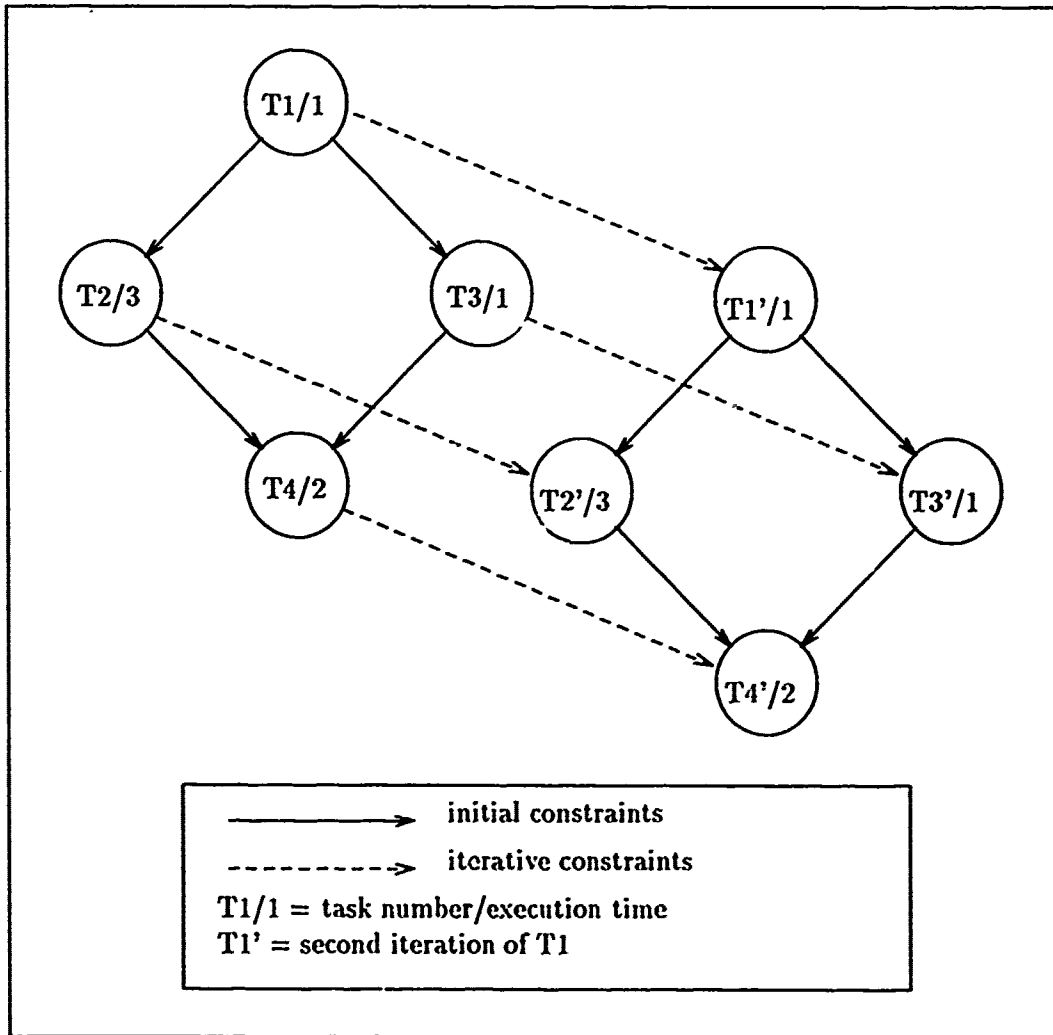 T1/1
T2/3
T3/1
T1'/1
T4/2
T2'/3
T3'/1
T4'/2
initial constraints
iterative constraints
T1/1 = task number/execution time
T1' = second iteration of T1